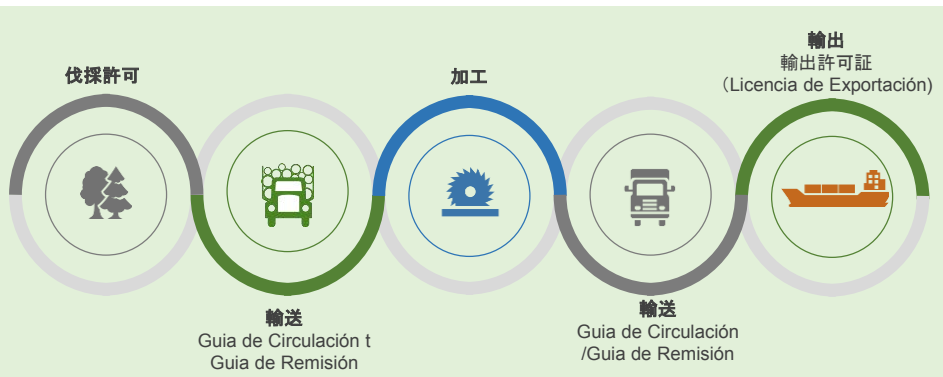 伐採許可
輸送
Guia de Circulación t
Guia de Remisión
加工
輸送
Guia de Circulación
/Guia de Remisión
輸出
輸出許可証
（Licencia de Exportación)